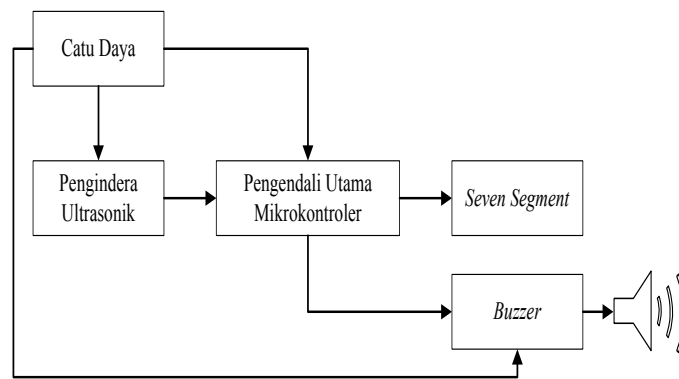 Catu Daya
Pengindera
Ultrasonik
Pengendali Utama
Mikrokontroler
Seven Segment
Buzzer